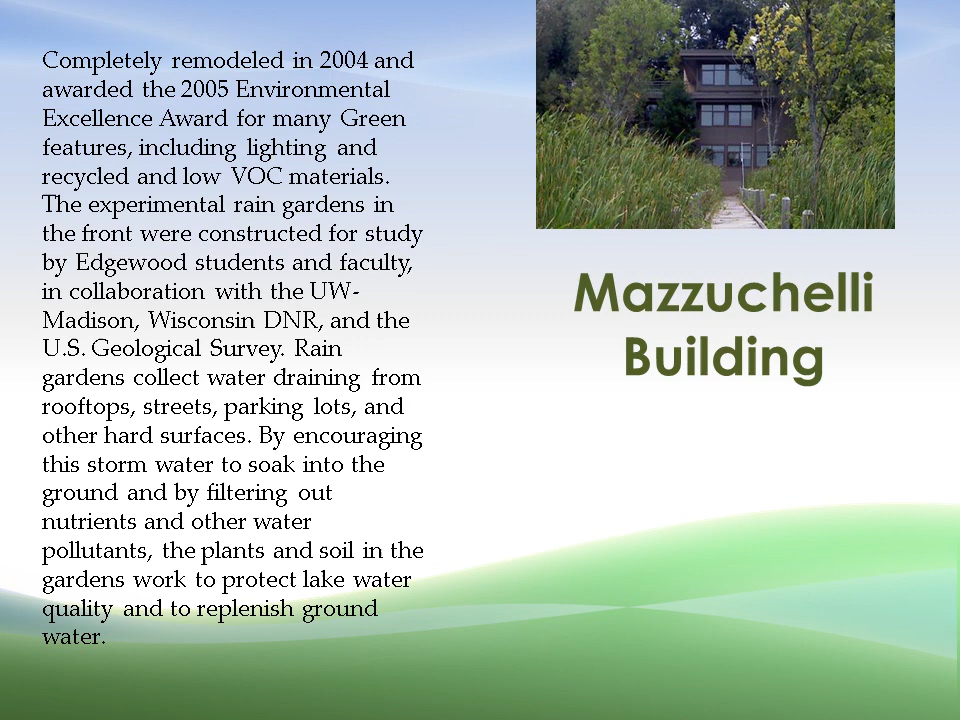 Completely remodeled in 2004 and
awarded the 2005 Environmental
Excellence Award for many Green
features, including lighting and
recycled and low VOC materials.
The experimental rain gardens in
the front were constructed for study
by Edgewood students and faculty,
in collaboration with the UW-
Madison, Wisconsin DNR, and the
U.S. Geological Survey. Rain
gardens collect water draining from
rooftops, streets, parking lots, and
other hard surfaces. By encouraging
this storm water to soak into the
ground and by filtering out
nutrients and other water
pollutants, the plants and soil in the
gardens work to protect lake water
quality and to replenish ground
water.
Mazzuchelli
Building